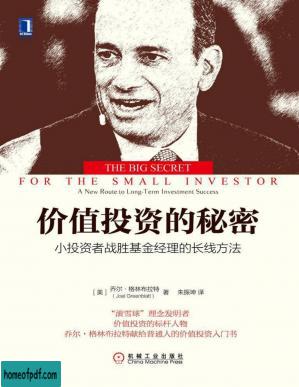 THE BIG SECRET
FOR THE SMALL INVESTOR
A New Route to Long-Term Investment Success
价值投资的秘密
小投资者战胜基金经理的长线方法
[美] 乔尔·格林布拉特 著 朱振坤 译
(Joel Greenblatt)
“滚雪球”理念发明者
价值投资的标杆人物
乔尔·格林布拉特献给普通人的价值投资入门书
机械工业出版社
China Machine Press
homeofpdf.com